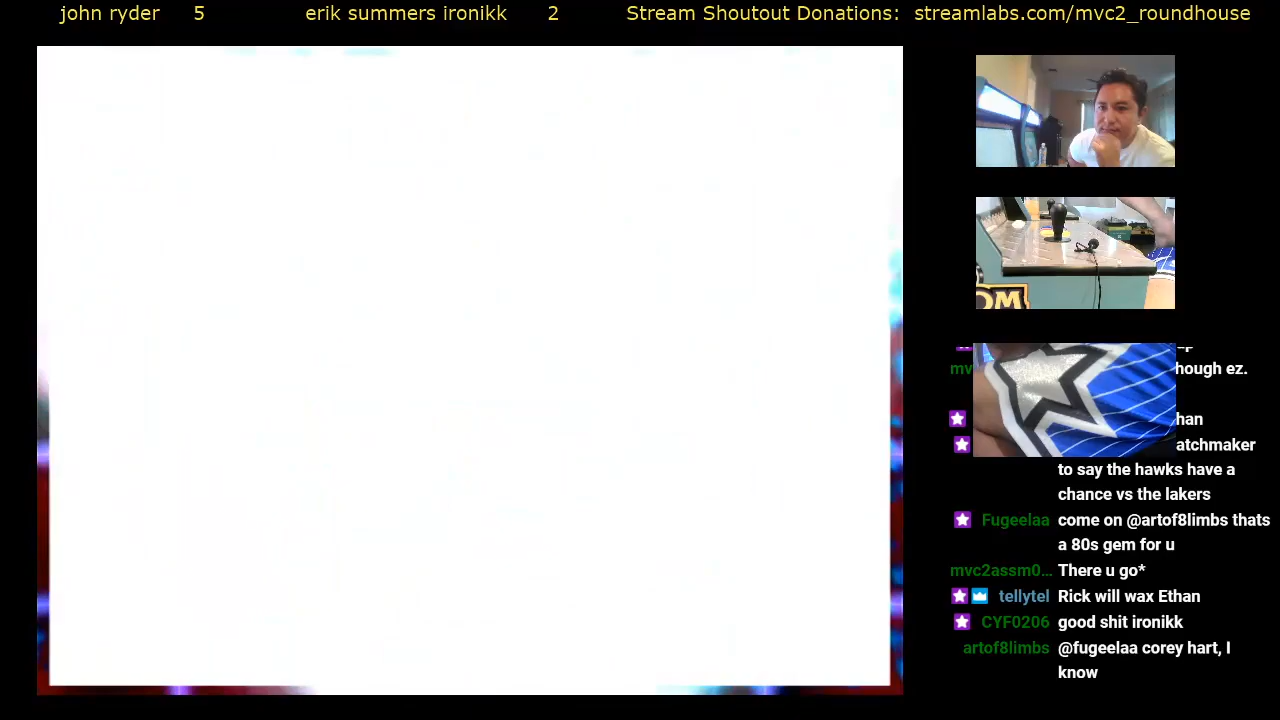 john ryder 5 erik summers ironikk 2 Stream Shoutout Donations: streamlabs.com/mvc2_roundhouse
OM
hough ez.
han
atchmaker
to say the hawks have a
chance vs the lakers
Fugeelaa come on @artof8limbs thats
a 80s gem for u
mvc2assm0… There u go*
tellytel Rick will wax Ethan
CYF0206 good shit ironikk
artof8limbs @fugeelaa corey hart, I
know